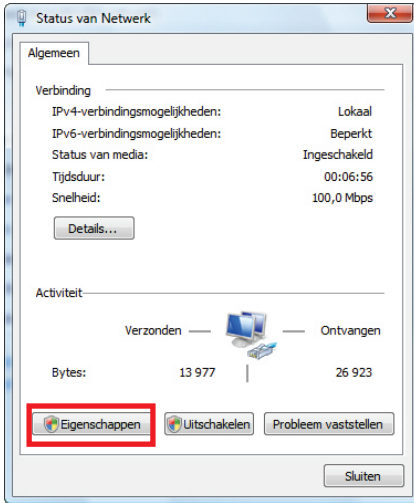 Status van Netwerk
Algemeen
Verbinding
IPv4-verbindingsmogelijkheden: Lokaal
IPv6-verbindingsmogelijkheden: Beperkt
Status van media: Ingeschakeld
Tijdsduur: 00:06:56
Snelheid: 100,0 Mbps
Details...
Activiteit
Verzonden Ontvangen
Bytes: 13 977 26 923
Eigenschappen Uitschakelen Probleem vaststellen
Sluiten